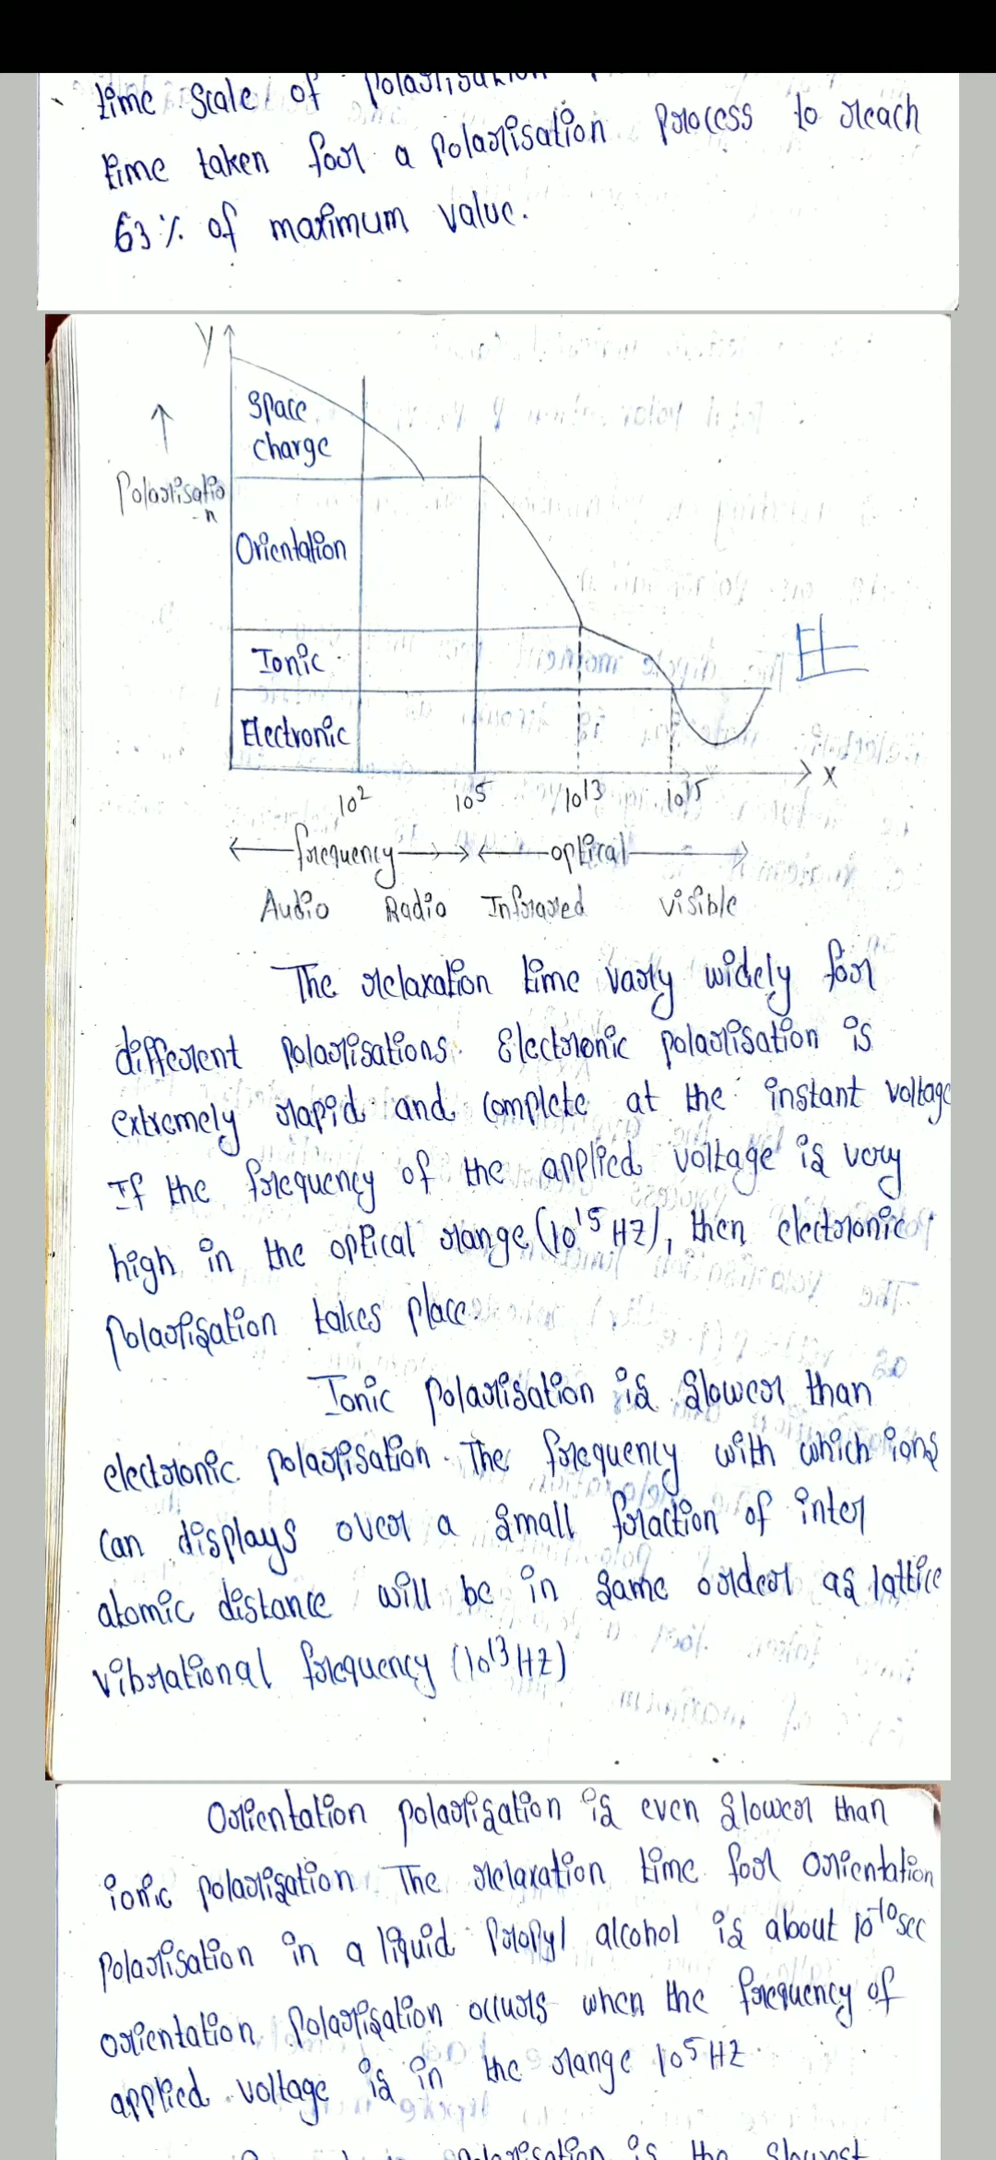 time scale of polarisation
time taken for a polarisation process to reach
63% of maximum value.
Y
Space
charge
Polarisatio
-n
Orientation
Ionic
Electronic
X
10² 10⁵ 10¹³ 10¹⁵
frequency optical
Audio Radio Infrared visible
The relaxation time vary widely for
different polarisations. Electronic polarisation is
extremely rapid and complete at the instant voltage
If the frequency of the applied voltage is very
high in the optical range (10¹⁵ HZ), then electronic
polarisation takes place.
Ionic polarisation is slower than
electronic polarisation. The frequency with which ions
can displays over a small fraction of inter
atomic distance will be in same order as lattice
vibrational frequency (10¹³ HZ)
Orientation polarisation is even slower than
ionic polarisation. The relaxation time for orientation
polarisation in a liquid propyl alcohol is about 10⁻¹⁰ sec
orientation polarisation occurs when the frequency of
applied voltage is in the range 10⁵ HZ.
polarisation is the slowest